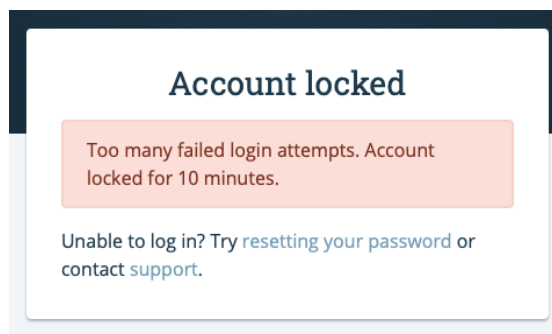 Account locked
Too many failed login attempts. Account
locked for 10 minutes.
Unable to log in? Try resetting your password or
contact support.